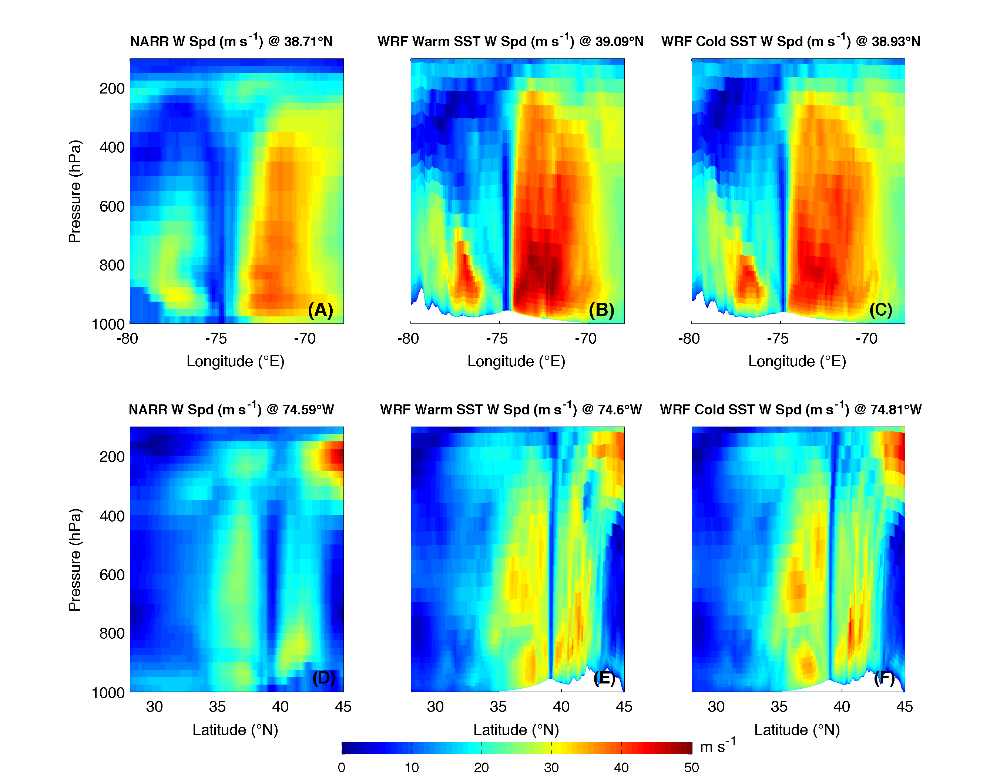 NARR W Spd (m s-1) @ 38.71°N
WRF Warm SST W Spd (m s-1) @ 39.09°N
WRF Cold SST W Spd (m s-1) @ 38.93°N
Pressure (hPa)
200
400
600
800
1000
(A)
(B)
(C)
-80
-75
-70
-80
-75
-70
-80
-75
-70
Longitude (°E)
Longitude (°E)
Longitude (°E)
NARR W Spd (m s-1) @ 74.59°W
WRF Warm SST W Spd (m s-1) @ 74.6°W
WRF Cold SST W Spd (m s-1) @ 74.81°W
Pressure (hPa)
200
400
600
800
1000
(D)
(E)
(F)
30
35
40
45
30
35
40
45
30
35
40
45
Latitude (°N)
Latitude (°N)
Latitude (°N)
m s-1
0
10
20
30
40
50